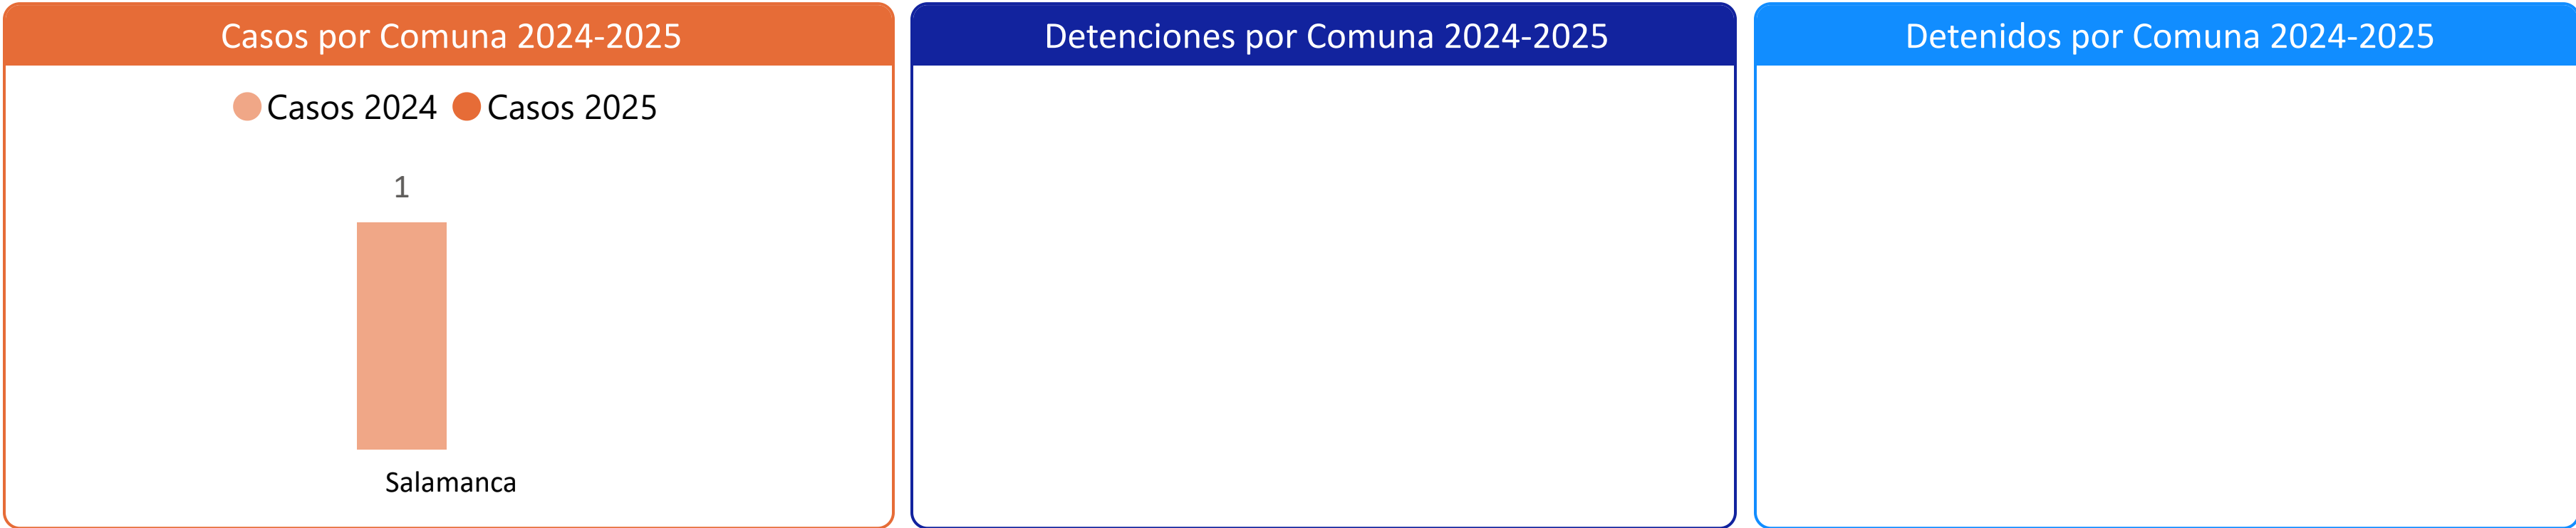 Casos por Comuna 2024-2025
Casos 2024 Casos 2025
1
Salamanca
Detenciones por Comuna 2024-2025
Detenidos por Comuna 2024-2025